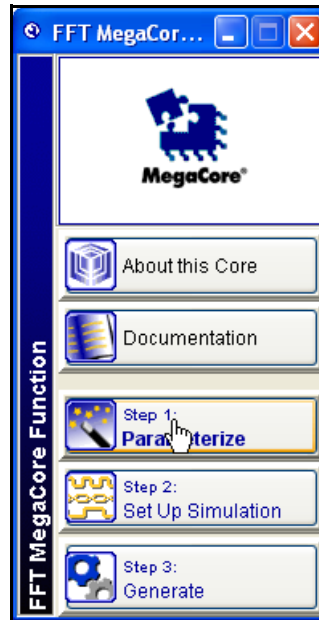 FFT MegaCor...
MegaCore®
About this Core
Documentation
Step 1:
Parameterize
Step 2:
Set Up Simulation
Step 3:
Generate
FFT MegaCore Function